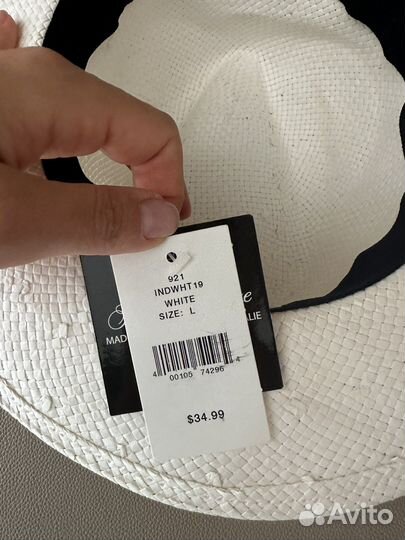 921
INDWHT19
WHITE
SIZE: L
4 00105 74296 4
$34.99
MAD
ALIE
Avito